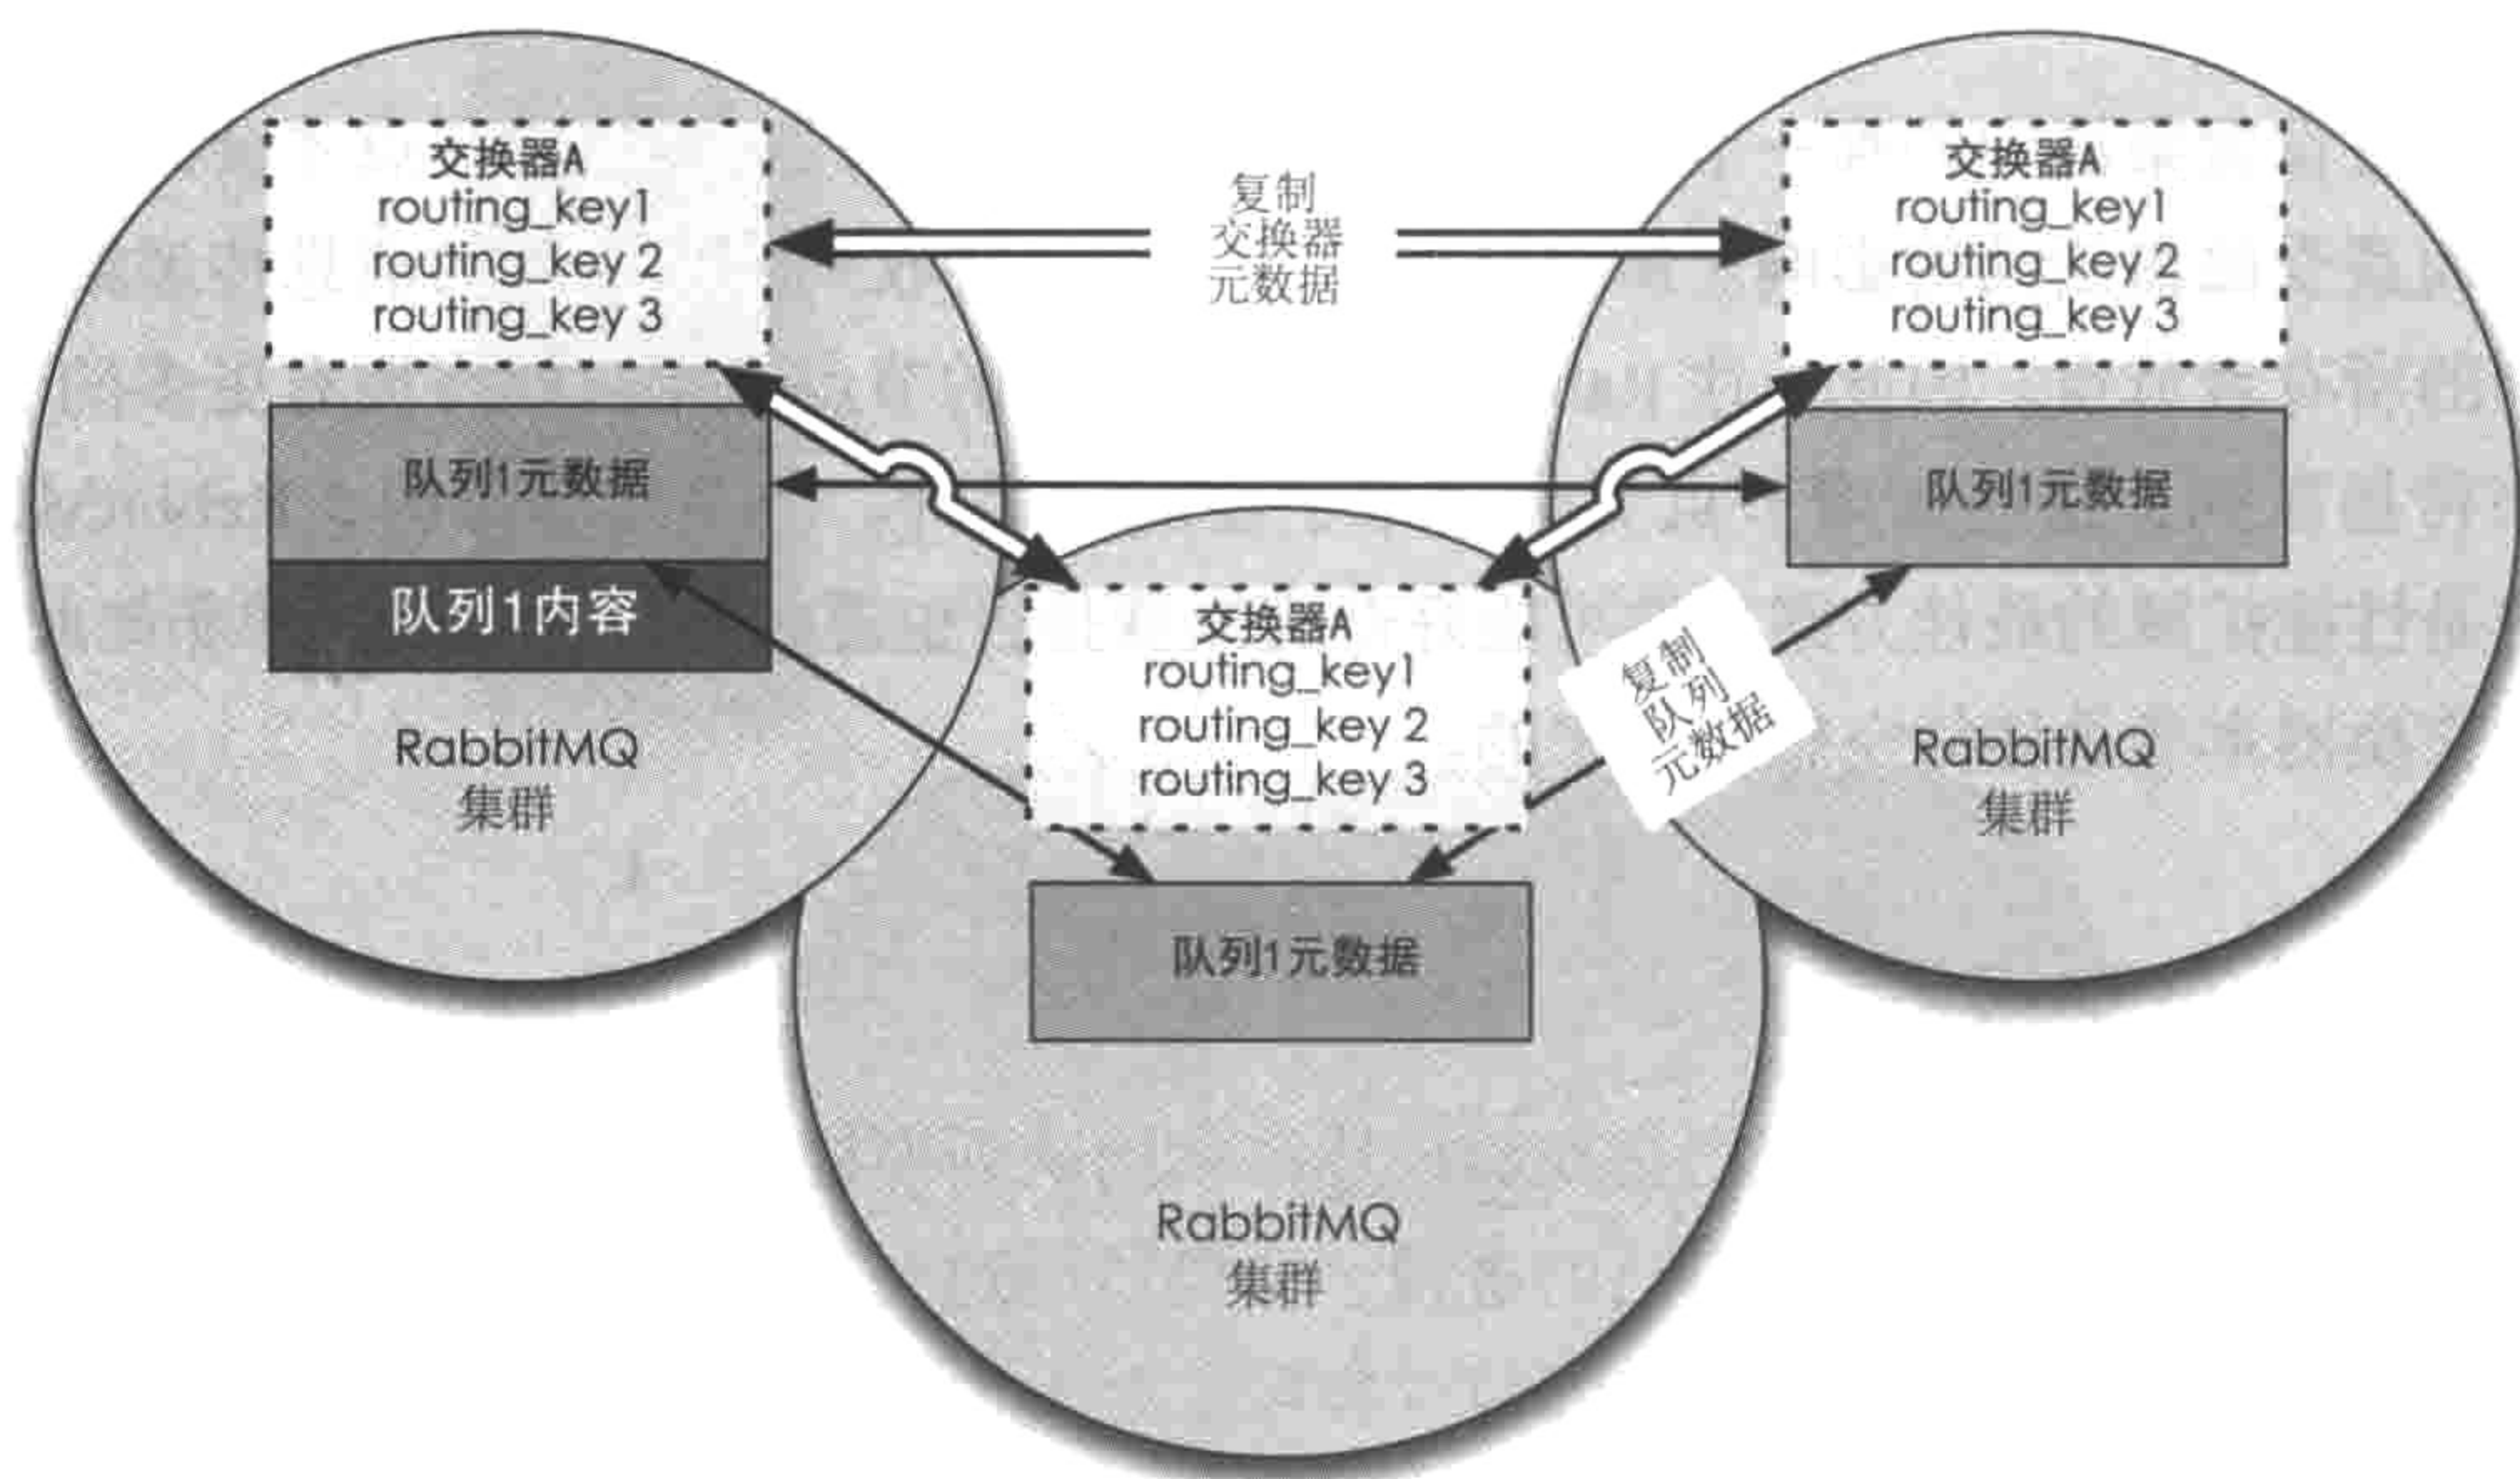 交换器A
routing_key1
routing_key 2
routing_key 3
队列1元数据
队列1内容
RabbitMQ
集群
复制
交换器
元数据
交换器A
routing_key1
routing_key 2
routing_key 3
队列1元数据
RabbitMQ
集群
复制
队列
元数据
交换器A
routing_key1
routing_key 2
routing_key 3
队列1元数据
RabbitMQ
集群